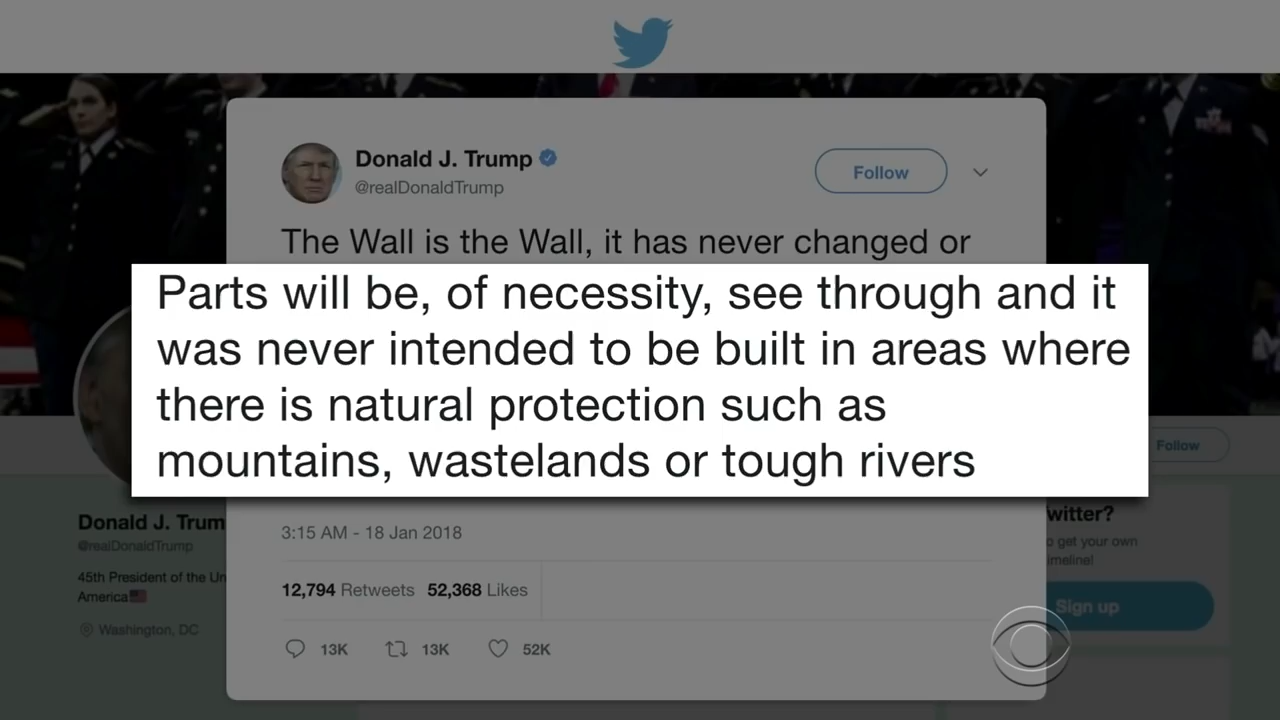 Donald J. Trump
@realDonaldTrump
Follow
The Wall is the Wall, it has never changed or
Parts will be, of necessity, see through and it
was never intended to be built in areas where
there is natural protection such as
mountains, wastelands or tough rivers
3:15 AM - 18 Jan 2018
12,794 Retweets 52,368 Likes
13K 13K 52K
Donald J. Trum
@realDonaldTrump
45th President of the Un
America
Washington, DC
Follow
witter?
o get your own
imeline!
Sign up